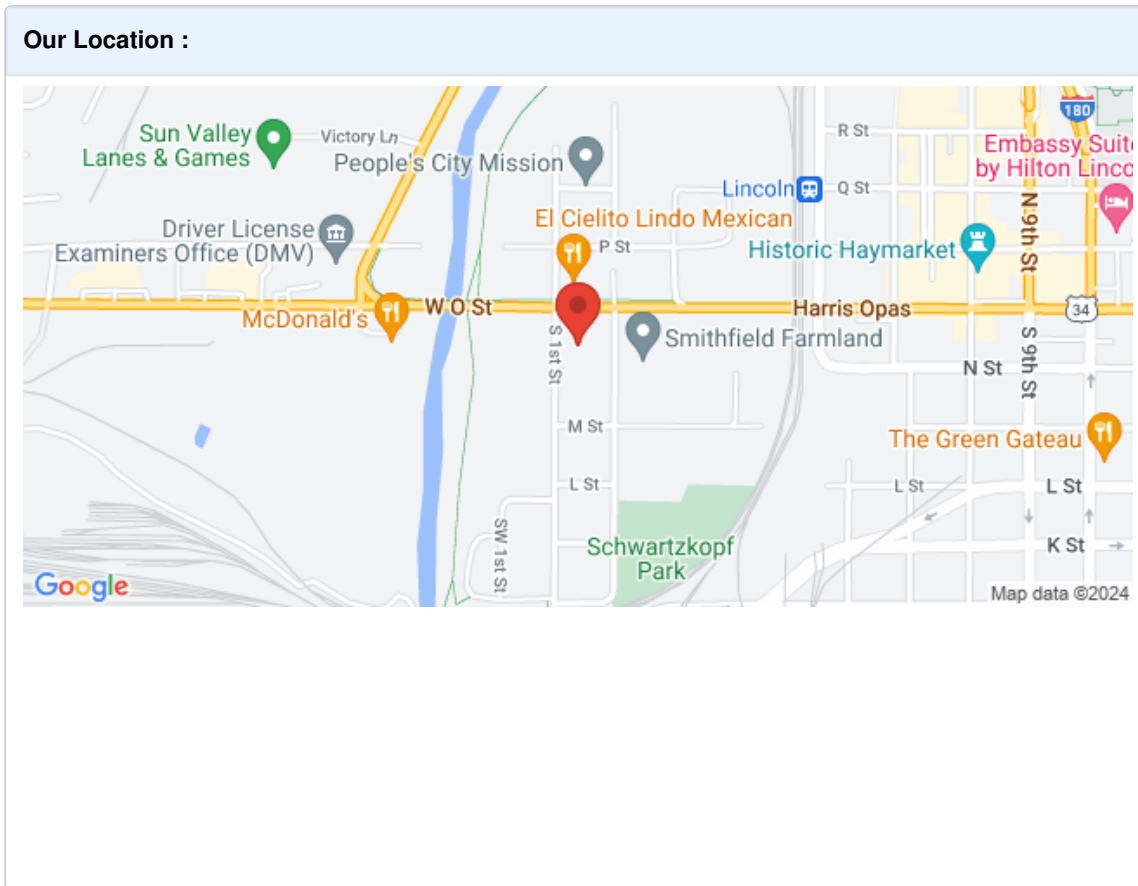 Our Location :
R St
180
Sun Valley
Lanes & Games
Victory Ln
People's City Mission
Embassy Suit
by Hilton Linco
Lincoln
Q St
El Cielito Lindo Mexican
N 9th St
Driver License
Examiners Office (DMV)
P St
Historic Haymarket
W O St
Harris Opas
34
McDonald's
S 1st St
Smithfield Farmland
S 9th St
N St
M St
The Green Gateau
L St
L St
L St
SW 1st St
Schwartzkopf
Park
K St
Google
Map data ©2024